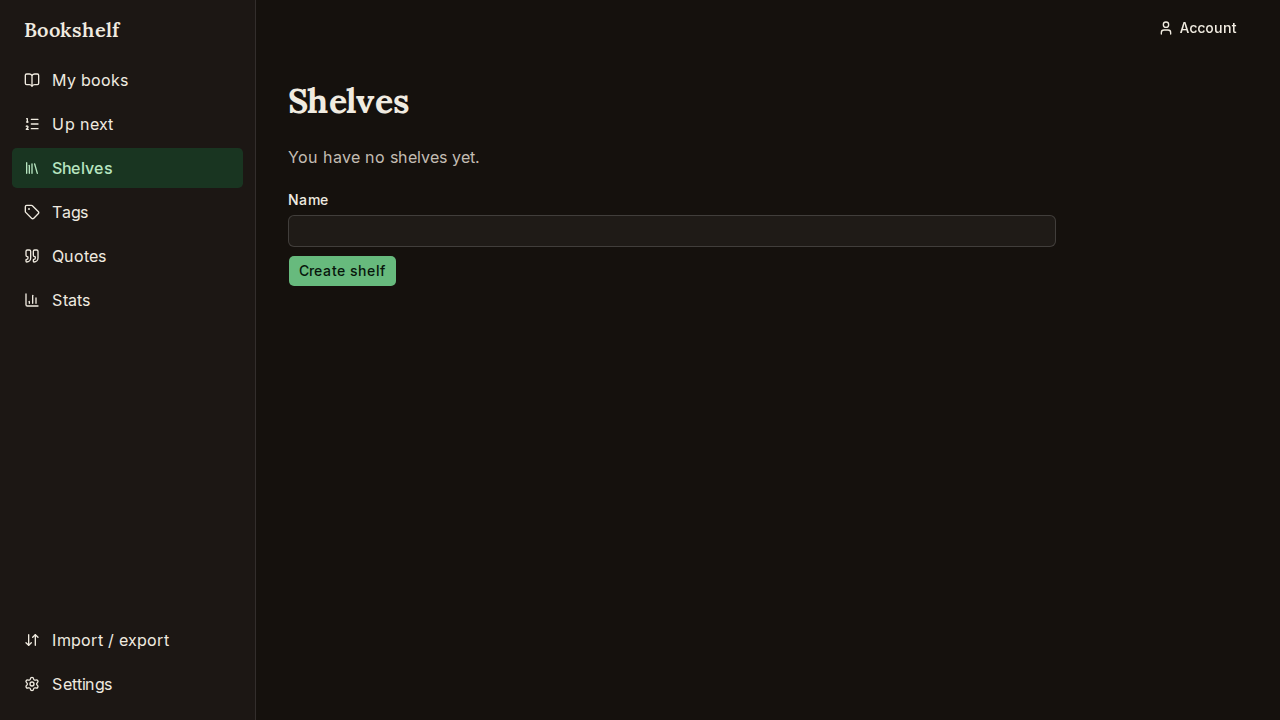 Bookshelf
My books
Up next
Shelves
Tags
Quotes
Stats
Import / export
Settings
Account
Shelves
You have no shelves yet.
Name
Create shelf